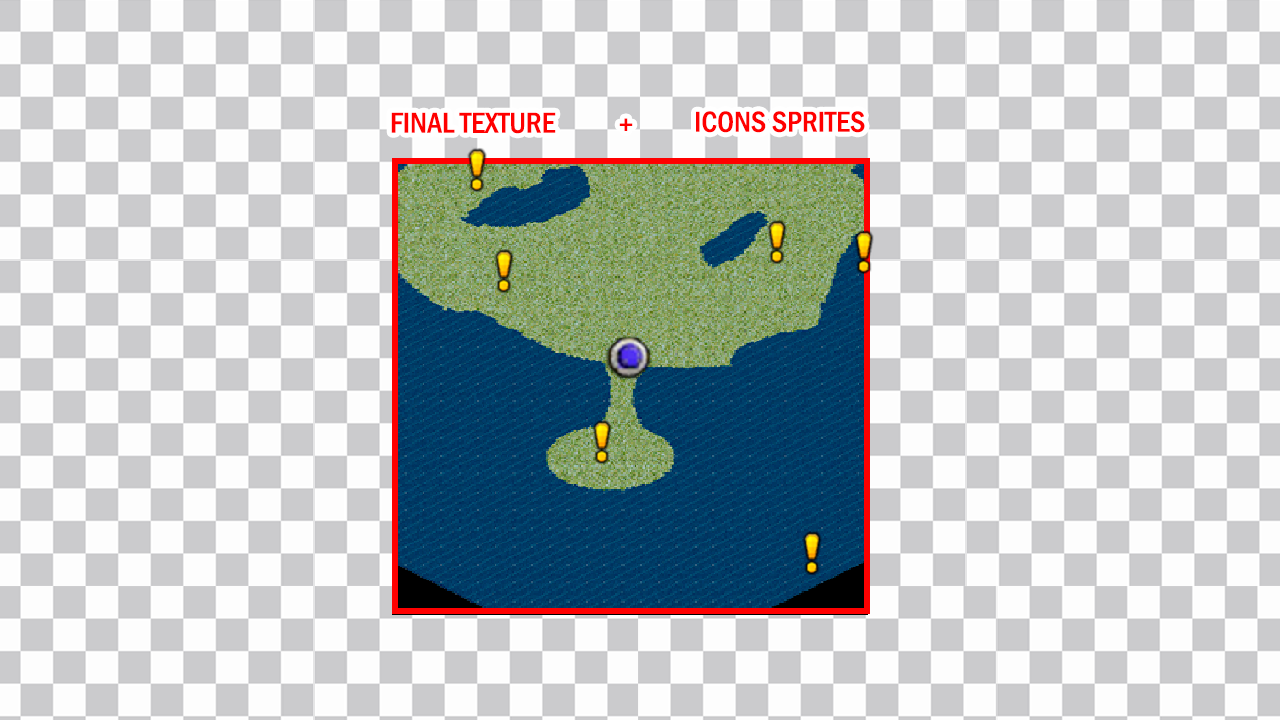 FINAL TEXTURE + ICONS SPRITES